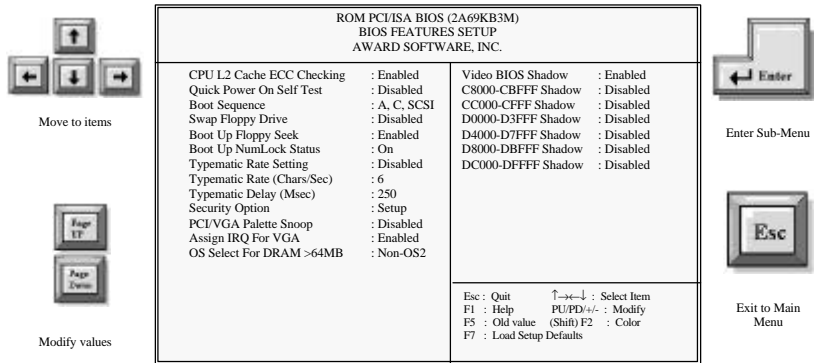 ROM PCI/ISA BIOS (2A69KB3M)
BIOS FEATURES SETUP
AWARD SOFTWARE, INC.
CPU L2 Cache ECC Checking : Enabled
Quick Power On Self Test : Disabled
Boot Sequence : A, C, SCSI
Swap Floppy Drive : Disabled
Boot Up Floppy Seek : Enabled
Boot Up NumLock Status : On
Typematic Rate Setting : Disabled
Typematic Rate (Chars/Sec) : 6
Typematic Delay (Msec) : 250
Security Option : Setup
PCI/VGA Palette Snoop : Disabled
Assign IRQ For VGA : Enabled
OS Select For DRAM >64MB : Non-OS2
Video BIOS Shadow : Enabled
C8000-CBFFF Shadow : Disabled
CC000-CFFF Shadow : Disabled
D0000-D3FFF Shadow : Disabled
D4000-D7FFF Shadow : Disabled
D8000-DBFFF Shadow : Disabled
DC000-DFFFF Shadow : Disabled
Esc : Quit ↑→←↓ : Select Item
F1 : Help PU/PD/+/- : Modify
F5 : Old value (Shift) F2 : Color
F7 : Load Setup Defaults
Move to items
Page
UP
Page
Down
Modify values
Enter
Enter Sub-Menu
Esc
Exit to Main
Menu